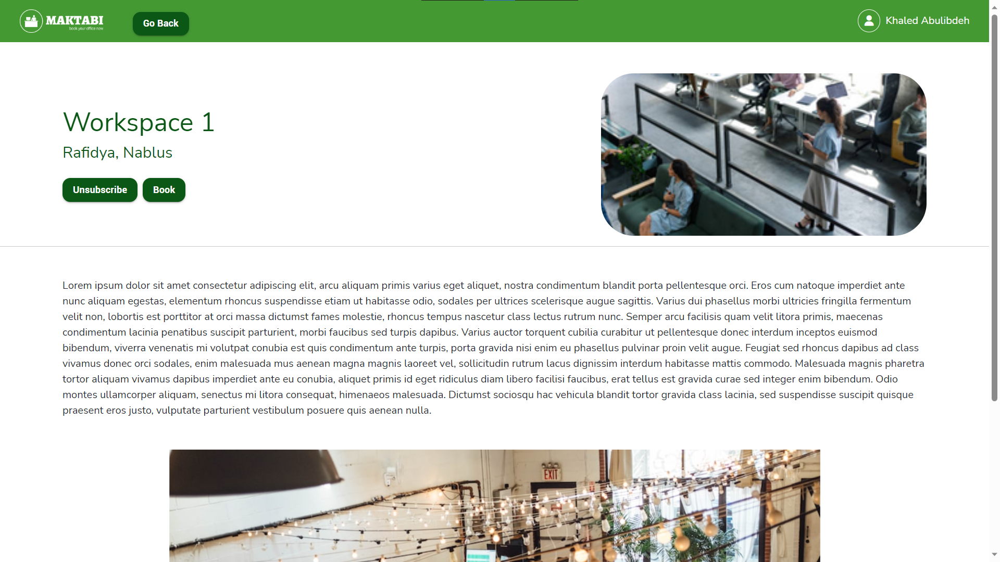 MAKTABI
book your office now
Go Back
Khaled Abulibdeh
Workspace 1
Rafidya, Nablus
Unsubscribe
Book
Lorem ipsum dolor sit amet consectetur adipiscing elit, arcu aliquam primis varius eget aliquet, nostra condimentum blandit porta pellentesque orci. Eros cum natoque imperdiet ante
nunc aliquam egestas, elementum rhoncus suspendisse etiam ut habitasse odio, sodales per ultrices scelerisque augue sagittis. Varius dui phasellus morbi ultricies fringilla fermentum
velit non, lobortis est porttitor at orci massa dictumst fames molestie, rhoncus tempus nascetur class lectus rutrum nunc. Semper arcu facilisis quam velit litora primis, maecenas
condimentum lacinia penatibus suscipit parturient, morbi faucibus sed turpis dapibus. Varius auctor torquent cubilia curabitur ut pellentesque donec interdum inceptos euismod
bibendum, viverra venenatis mi volutpat conubia est quis condimentum ante turpis, porta gravida nisi enim eu phasellus pulvinar proin velit augue. Feugiat sed rhoncus dapibus ad class
vivamus donec orci sodales, enim malesuada mus aenean magna magnis laoreet vel, sollicitudin rutrum lacus dignissim interdum habitasse mattis commodo. Malesuada magnis pharetra
tortor aliquam vivamus dapibus imperdiet ante eu conubia, aliquet primis id eget ridiculus diam libero facilisi faucibus, erat tellus est gravida curae sed integer enim bibendum. Odio
montes ullamcorper aliquam, senectus mi litora consequat, himenaeos malesuada. Dictumst sociosqu hac vehicula blandit tortor gravida class lacinia, sed suspendisse suscipit quisque
praesent eros justo, vulputate parturient vestibulum posuere quis aenean nulla.
EXIT